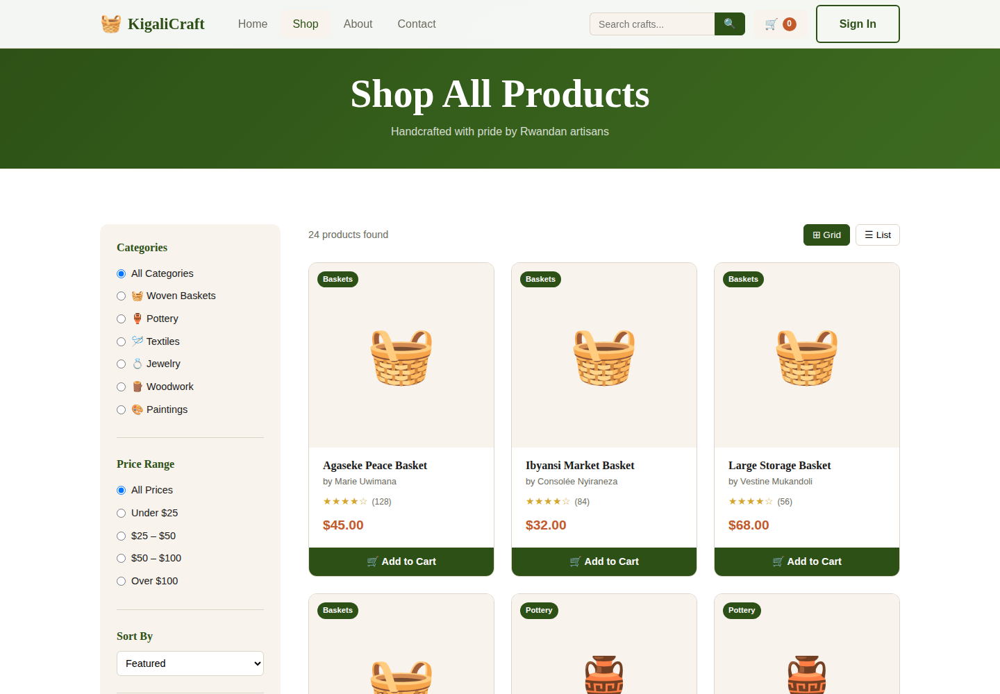 KigaliCraft
Home
Shop
About
Contact
Search crafts...
0
Sign In
Shop All Products
Handcrafted with pride by Rwandan artisans
Categories
All Categories
Woven Baskets
Pottery
Textiles
Jewelry
Woodwork
Paintings
Price Range
All Prices
Under $25
$25 – $50
$50 – $100
Over $100
Sort By
Featured
24 products found
Grid
List
Baskets
Agaseke Peace Basket
by Marie Uwimana
★★★★☆ (128)
$45.00
Add to Cart
Baskets
Ibyansi Market Basket
by Consolée Nyiraneza
★★★★☆ (84)
$32.00
Add to Cart
Baskets
Large Storage Basket
by Vestine Mukandoli
★★★★☆ (56)
$68.00
Add to Cart
Baskets
Pottery
Pottery